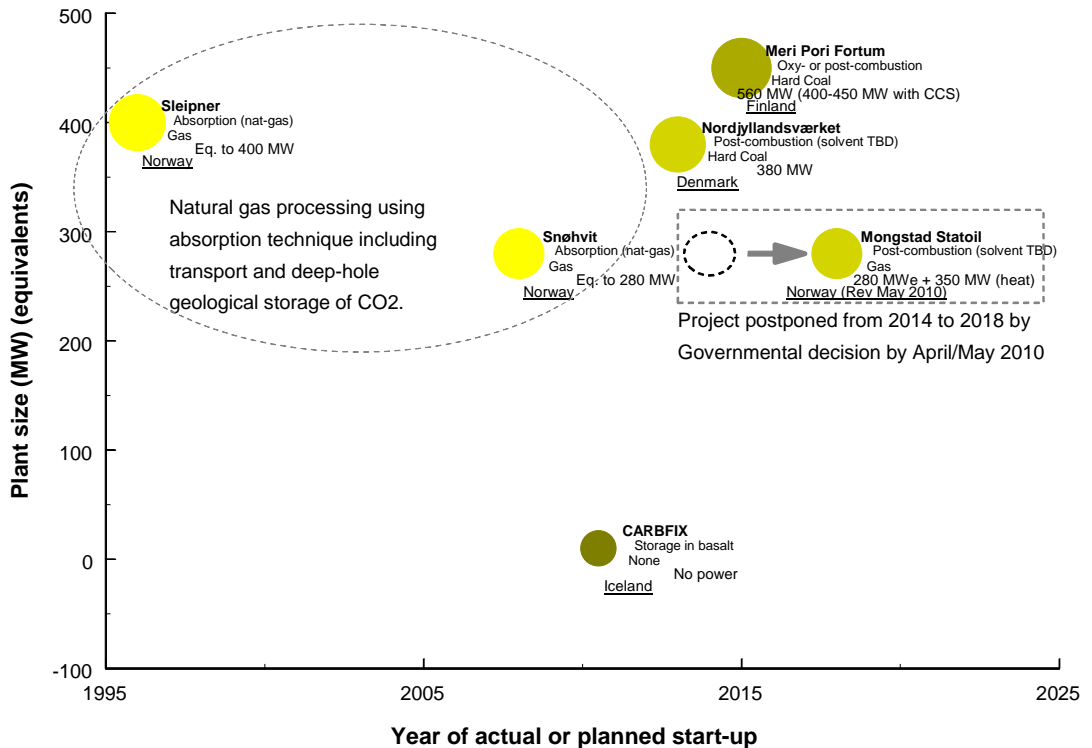 Plant size (MW) (equivalents)
500
400
300
200
100
0
-100
Sleipner
Absorption (nat-gas)
Gas
Eq. to 400 MW
Norway
Natural gas processing using
absorption technique including
transport and deep-hole
geological storage of CO2.
Snøhvit
Absorption (nat-gas)
Gas
Eq. to 280 MW
Norway
Meri Pori Fortum
Oxy- or post-combustion
Hard Coal
560 MW (400-450 MW with CCS)
Finland
Nordjyllandsværket
Post-combustion (solvent TBD)
Hard Coal
380 MW
Denmark
Mongstad Statoil
Post-combustion (solvent TBD)
Gas
280 MWe + 350 MW (heat)
Norway (Rev May 2010)
Project postponed from 2014 to 2018 by
Governmental decision by April/May 2010
CARBFIX
Storage in basalt
None
No power
Iceland
1995
2005
2015
2025
Year of actual or planned start-up